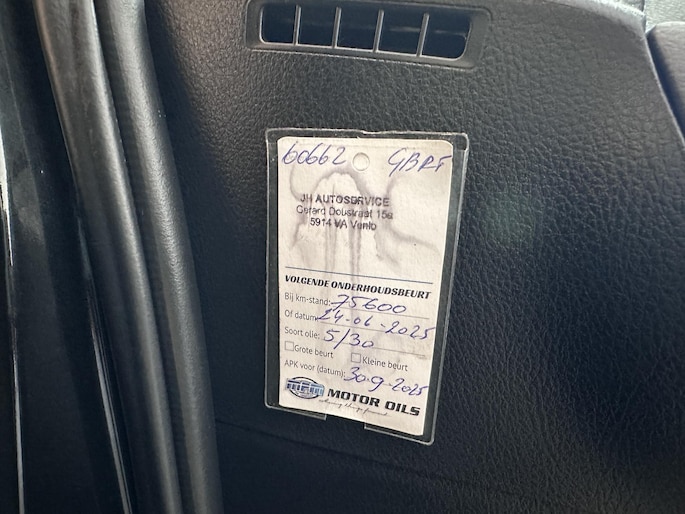 60662
JH AUTOSERVICE
Gerard Doustraat 15a
5914 VA Venlo
VOLGENDE ONDERHOUDSBEURT
Bij km-stand: 75600
Of datum: 24-06-2025
Soort olie: 5/30
Grote beurt Kleine beurt
APK voor (datum): 30-9-2025
MOTOR OILS